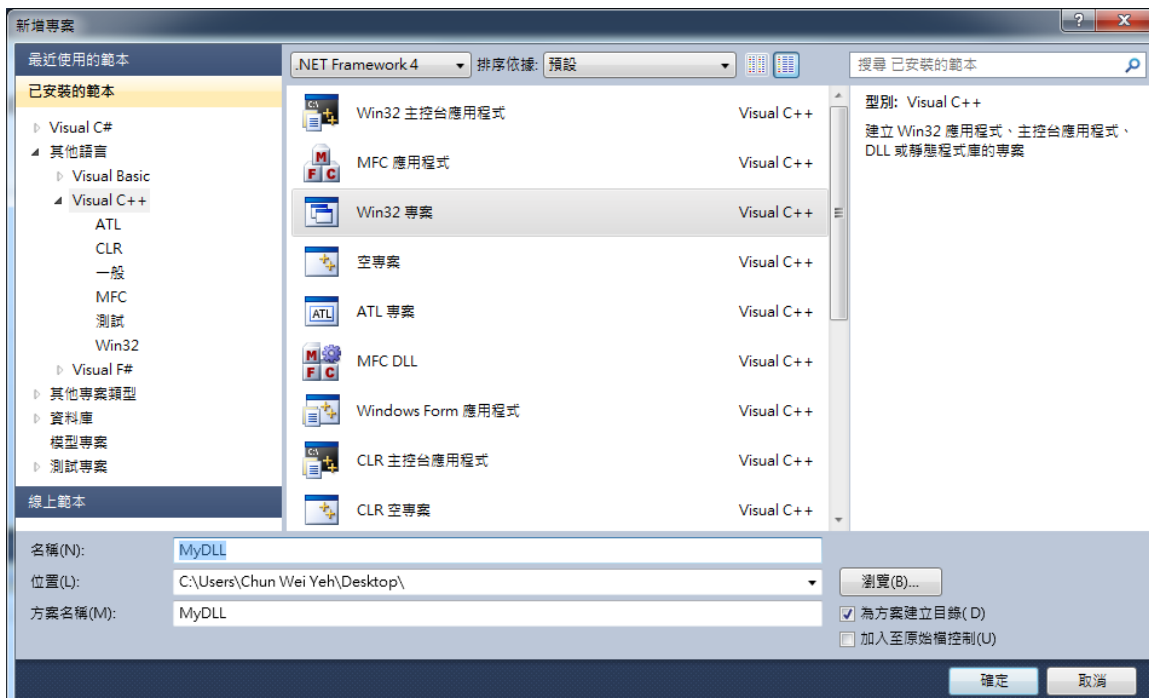 新增專案
最近使用的範本
已安裝的範本
Visual C#
其他語言
Visual Basic
Visual C++
ATL
CLR
一般
MFC
測試
Win32
Visual F#
其他專案類型
資料庫
模型專案
測試專案
線上範本
.NET Framework 4 排序依據: 預設
Win32 主控台應用程式 Visual C++
MFC 應用程式 Visual C++
Win32 專案 Visual C++
空專案 Visual C++
ATL 專案 Visual C++
MFC DLL Visual C++
Windows Form 應用程式 Visual C++
CLR 主控台應用程式 Visual C++
CLR 空專案 Visual C++
搜尋 已安裝的範本
型別: Visual C++
建立 Win32 應用程式、主控台應用程式、
DLL 或靜態程式庫的專案
名稱(N): MyDLL
位置(L): C:\Users\Chun Wei Yeh\Desktop\ 瀏覽(B)...
方案名稱(M): MyDLL 為方案建立目錄( D)
加入至原始檔控制(U)
確定 取消